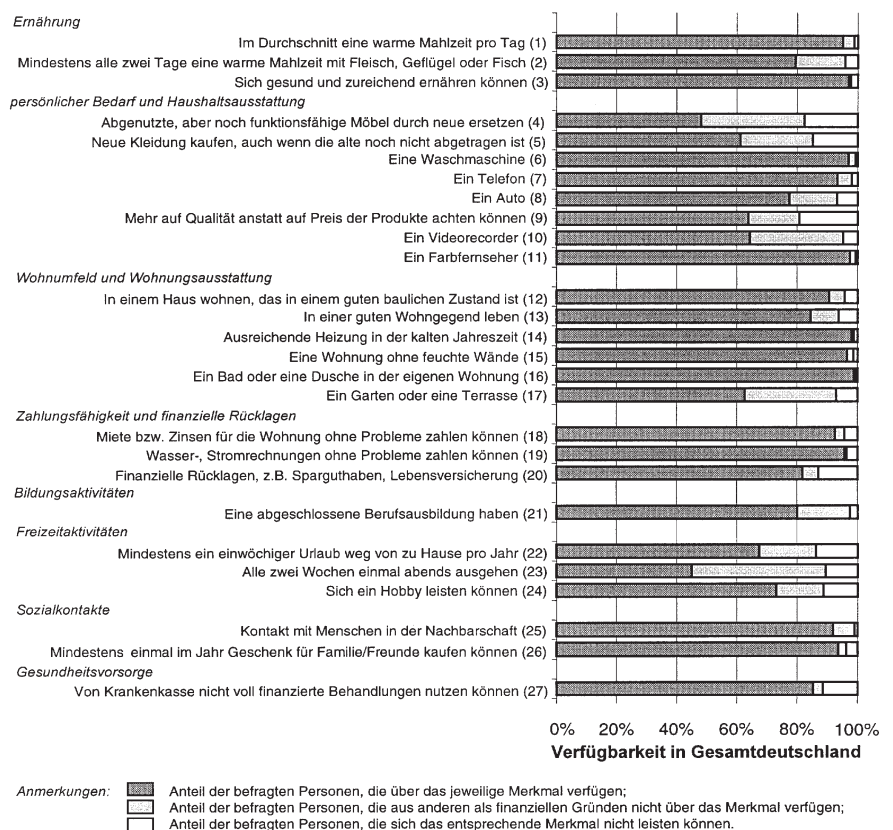 Ernährung
Im Durchschnitt eine warme Mahlzeit pro Tag (1)
Mindestens alle zwei Tage eine warme Mahlzeit mit Fleisch, Geflügel oder Fisch (2)
Sich gesund und zureichend ernähren können (3)
persönlicher Bedarf und Haushaltsausstattung
Abgenutzte, aber noch funktionsfähige Möbel durch neue ersetzen (4)
Neue Kleidung kaufen, auch wenn die alte noch nicht abgetragen ist (5)
Eine Waschmaschine (6)
Ein Telefon (7)
Ein Auto (8)
Mehr auf Qualität anstatt auf Preis der Produkte achten können (9)
Ein Videorecorder (10)
Ein Farbfernseher (11)
Wohnumfeld und Wohnungsausstattung
In einem Haus wohnen, das in einem guten baulichen Zustand ist (12)
In einer guten Wohngegend leben (13)
Ausreichende Heizung in der kalten Jahreszeit (14)
Eine Wohnung ohne feuchte Wände (15)
Ein Bad oder eine Dusche in der eigenen Wohnung (16)
Ein Garten oder eine Terrasse (17)
Zahlungsfähigkeit und finanzielle Rücklagen
Miete bzw. Zinsen für die Wohnung ohne Probleme zahlen können (18)
Wasser-, Stromrechnungen ohne Probleme zahlen können (19)
Finanzielle Rücklagen, z.B. Sparguthaben, Lebensversicherung (20)
Bildungsaktivitäten
Eine abgeschlossene Berufsausbildung haben (21)
Freizeitaktivitäten
Mindestens ein einwöchiger Urlaub weg von zu Hause pro Jahr (22)
Alle zwei Wochen einmal abends ausgehen (23)
Sich ein Hobby leisten können (24)
Sozialkontakte
Kontakt mit Menschen in der Nachbarschaft (25)
Mindestens einmal im Jahr Geschenk für Familie/Freunde kaufen können (26)
Gesundheitsvorsorge
Von Krankenkasse nicht voll finanzierte Behandlungen nutzen können (27)
0% 20% 40% 60% 80% 100%
Verfügbarkeit in Gesamtdeutschland
Anmerkungen: Anteil der befragten Personen, die über das jeweilige Merkmal verfügen;
Anteil der befragten Personen, die aus anderen als finanziellen Gründen nicht über das Merkmal verfügen;
Anteil der befragten Personen, die sich das entsprechende Merkmal nicht leisten können.